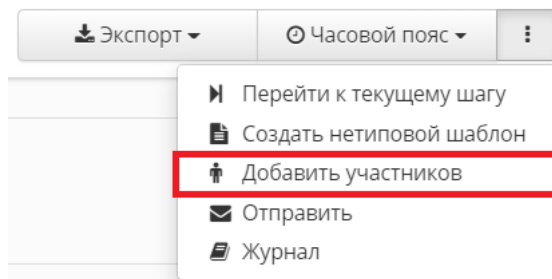 Экспорт Часовой пояс
Перейти к текущему шагу
Создать нетиповой шаблон
Добавить участников
Отправить
Журнал